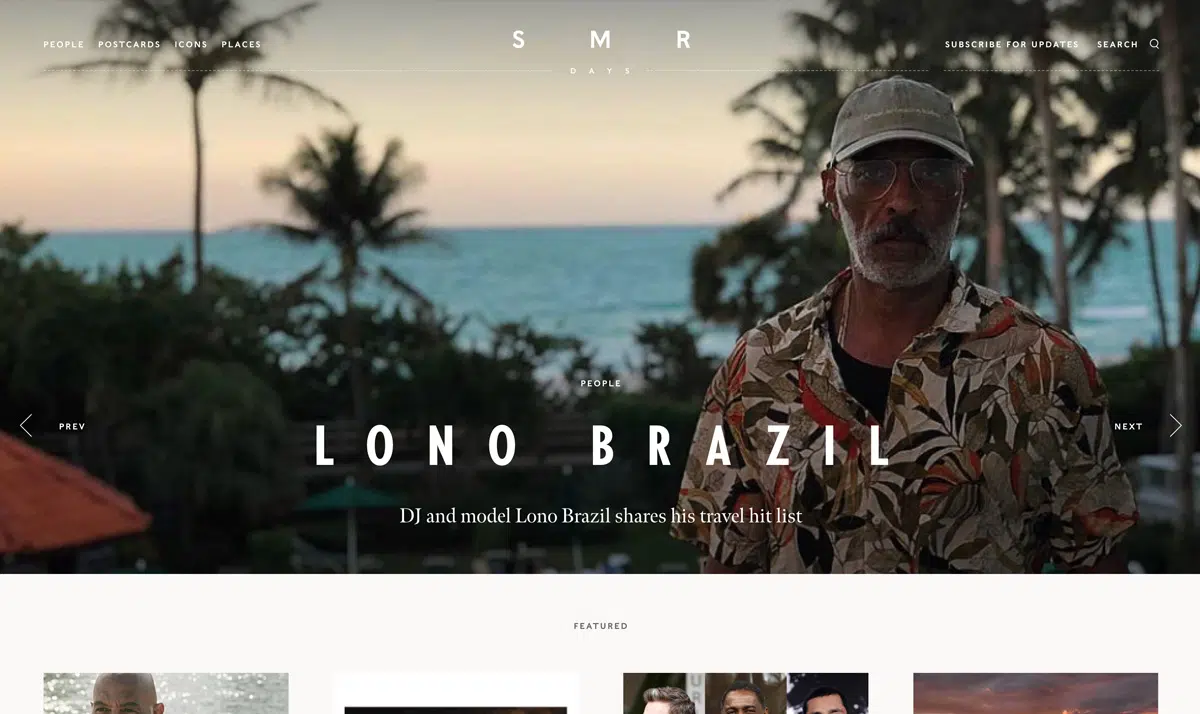 PEOPLE POSTCARDS ICONS PLACES
S M R
SUBSCRIBE FOR UPDATES SEARCH
DAYS
PEOPLE
PREV
NEXT
LONO BRAZIL
DJ and model Lono Brazil shares his travel hit list
FEATURED